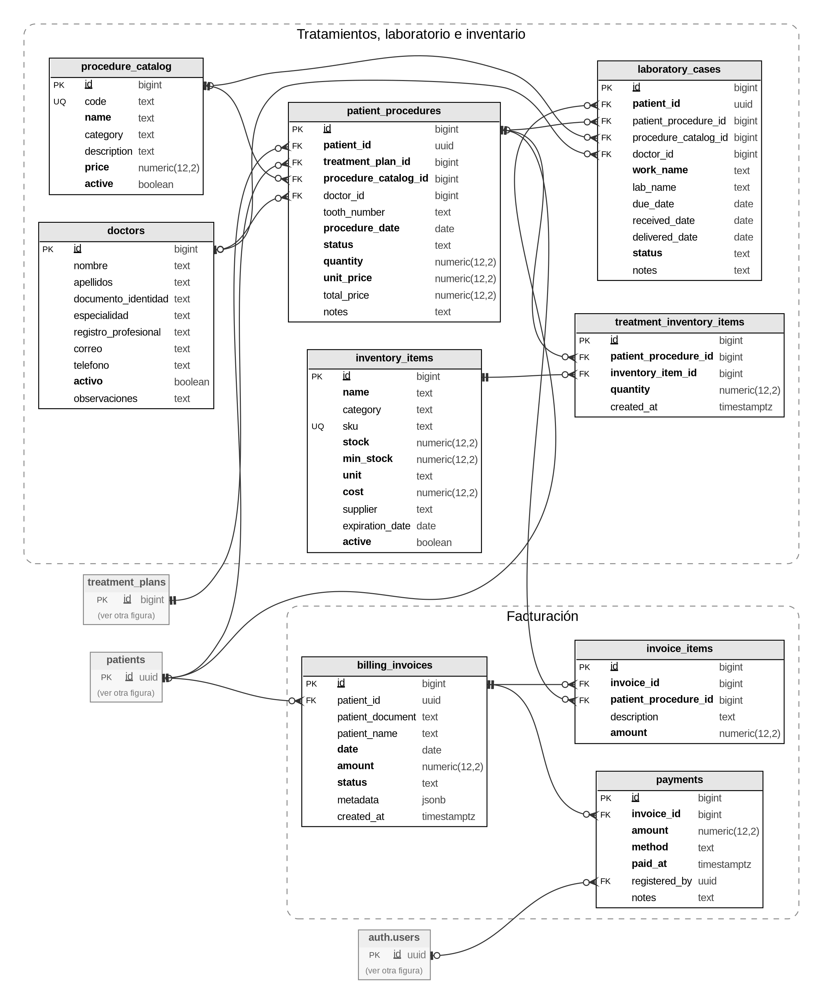 Tratamientos, laboratorio e inventario
procedure_catalog
PK id bigint
UQ code text
name text
category text
description text
price numeric(12,2)
active boolean
doctors
PK id bigint
nombre text
apellidos text
documento_identidad text
especialidad text
registro_profesional text
correo text
telefono text
activo boolean
observaciones text
patient_procedures
PK id bigint
FK patient_id uuid
FK treatment_plan_id bigint
FK procedure_catalog_id bigint
FK doctor_id bigint
tooth_number text
procedure_date date
status text
quantity numeric(12,2)
unit_price numeric(12,2)
total_price numeric(12,2)
notes text
inventory_items
PK id bigint
name text
category text
UQ sku text
stock numeric(12,2)
min_stock numeric(12,2)
unit text
cost numeric(12,2)
supplier text
expiration_date date
active boolean
laboratory_cases
PK id bigint
FK patient_id uuid
FK patient_procedure_id bigint
FK procedure_catalog_id bigint
FK doctor_id bigint
work_name text
lab_name text
due_date date
received_date date
delivered_date date
status text
notes text
treatment_inventory_items
PK id bigint
FK patient_procedure_id bigint
FK inventory_item_id bigint
quantity numeric(12,2)
created_at timestamptz
treatment_plans
PK id bigint
(ver otra figura)
patients
PK id uuid
(ver otra figura)
Facturación
billing_invoices
PK id bigint
FK patient_id uuid
patient_document text
patient_name text
date date
amount numeric(12,2)
status text
metadata jsonb
created_at timestamptz
invoice_items
PK id bigint
FK invoice_id bigint
FK patient_procedure_id bigint
description text
amount numeric(12,2)
payments
PK id bigint
FK invoice_id bigint
amount numeric(12,2)
method text
paid_at timestamptz
FK registered_by uuid
notes text
auth.users
PK id uuid
(ver otra figura)